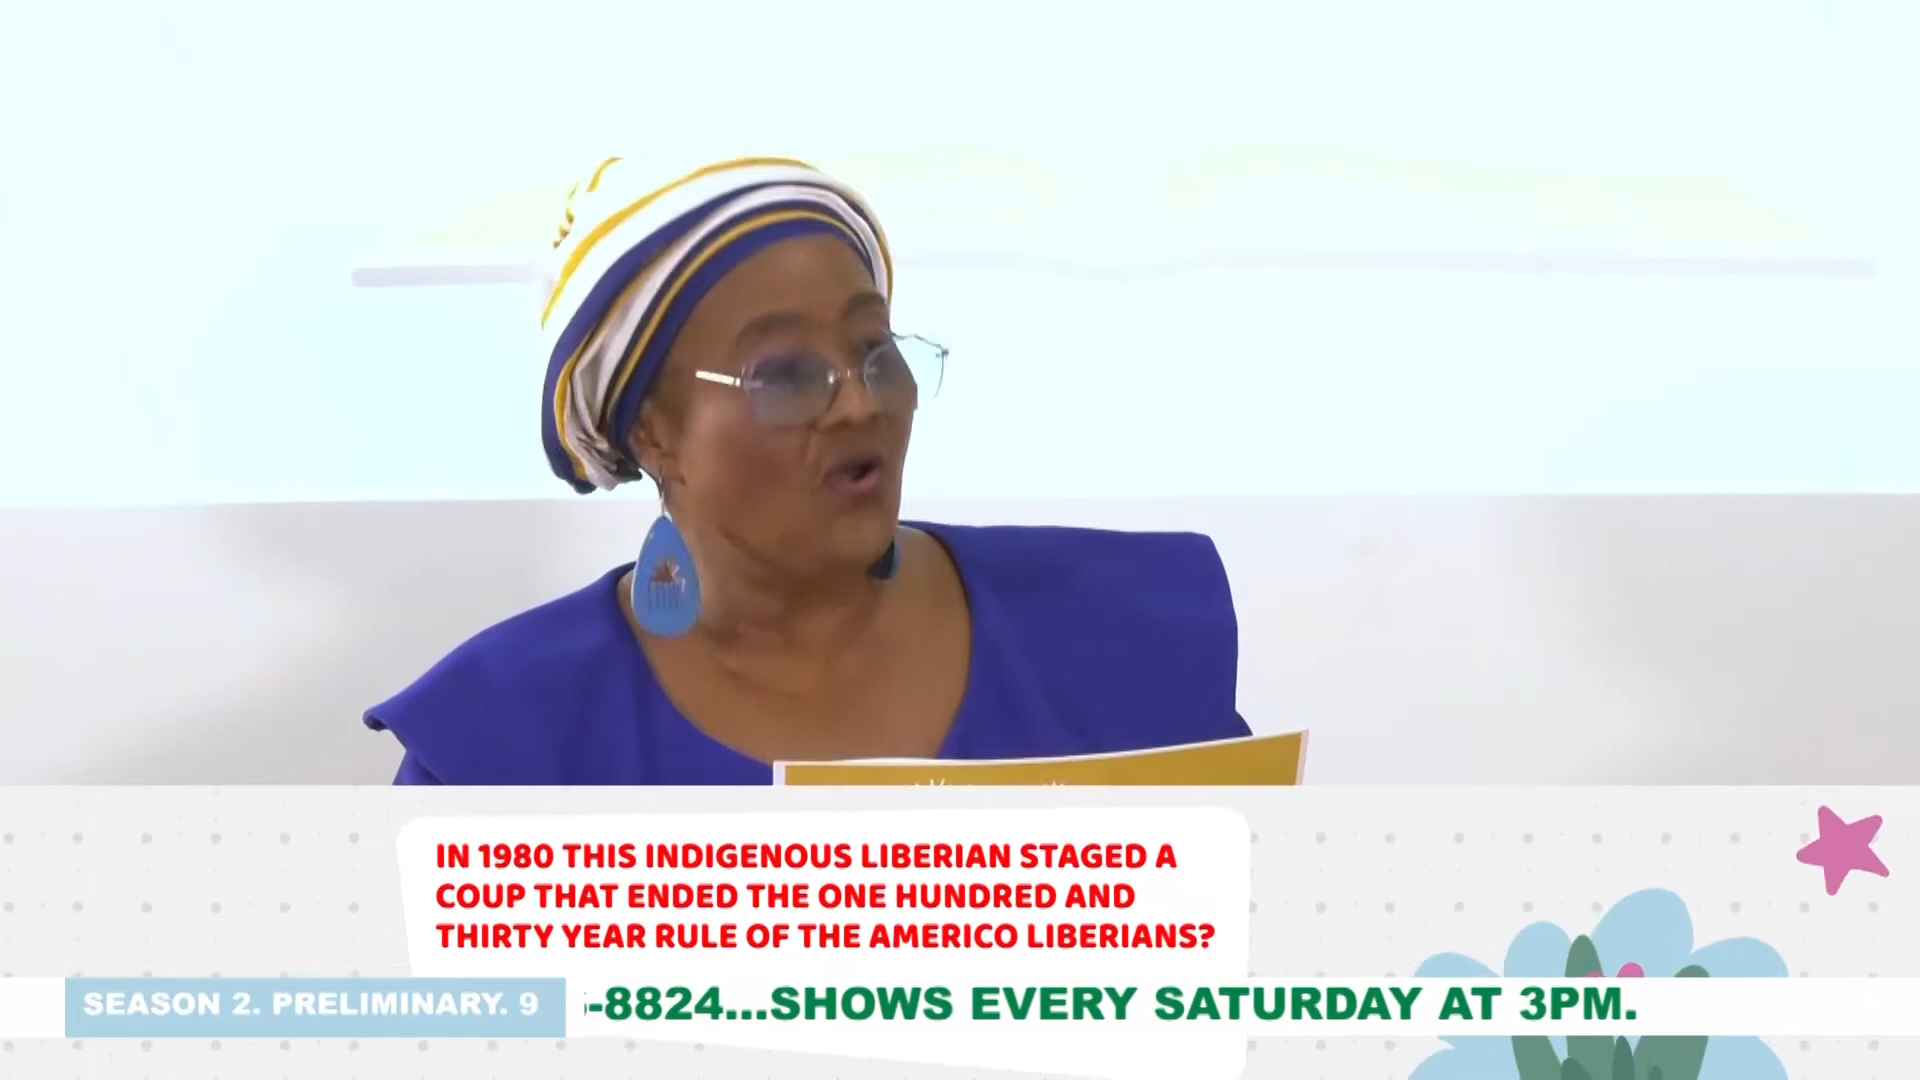 IN 1980 THIS INDIGENOUS LIBERIAN STAGED A
COUP THAT ENDED THE ONE HUNDRED AND
THIRTY YEAR RULE OF THE AMERICO LIBERIANS?
SEASON 2. PRELIMINARY. 9
-8824...SHOWS EVERY SATURDAY AT 3PM.